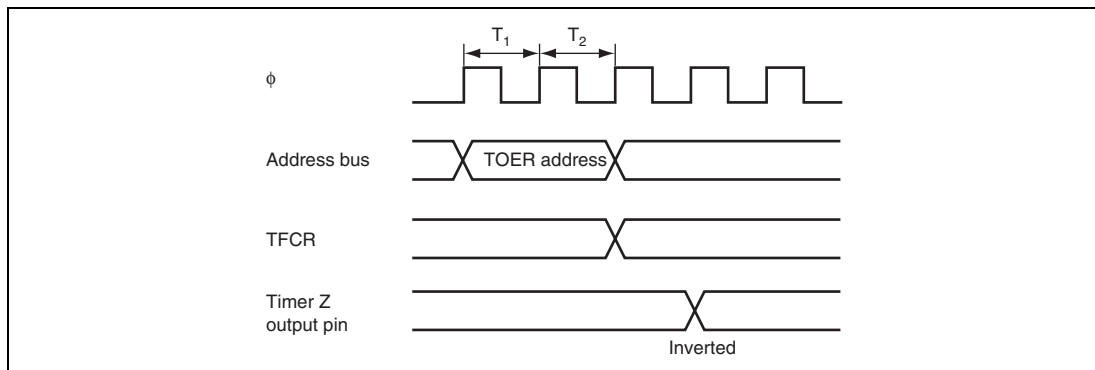 T1 T2
φ
Address bus
TOER address
TFCR
Timer Z
output pin
Inverted